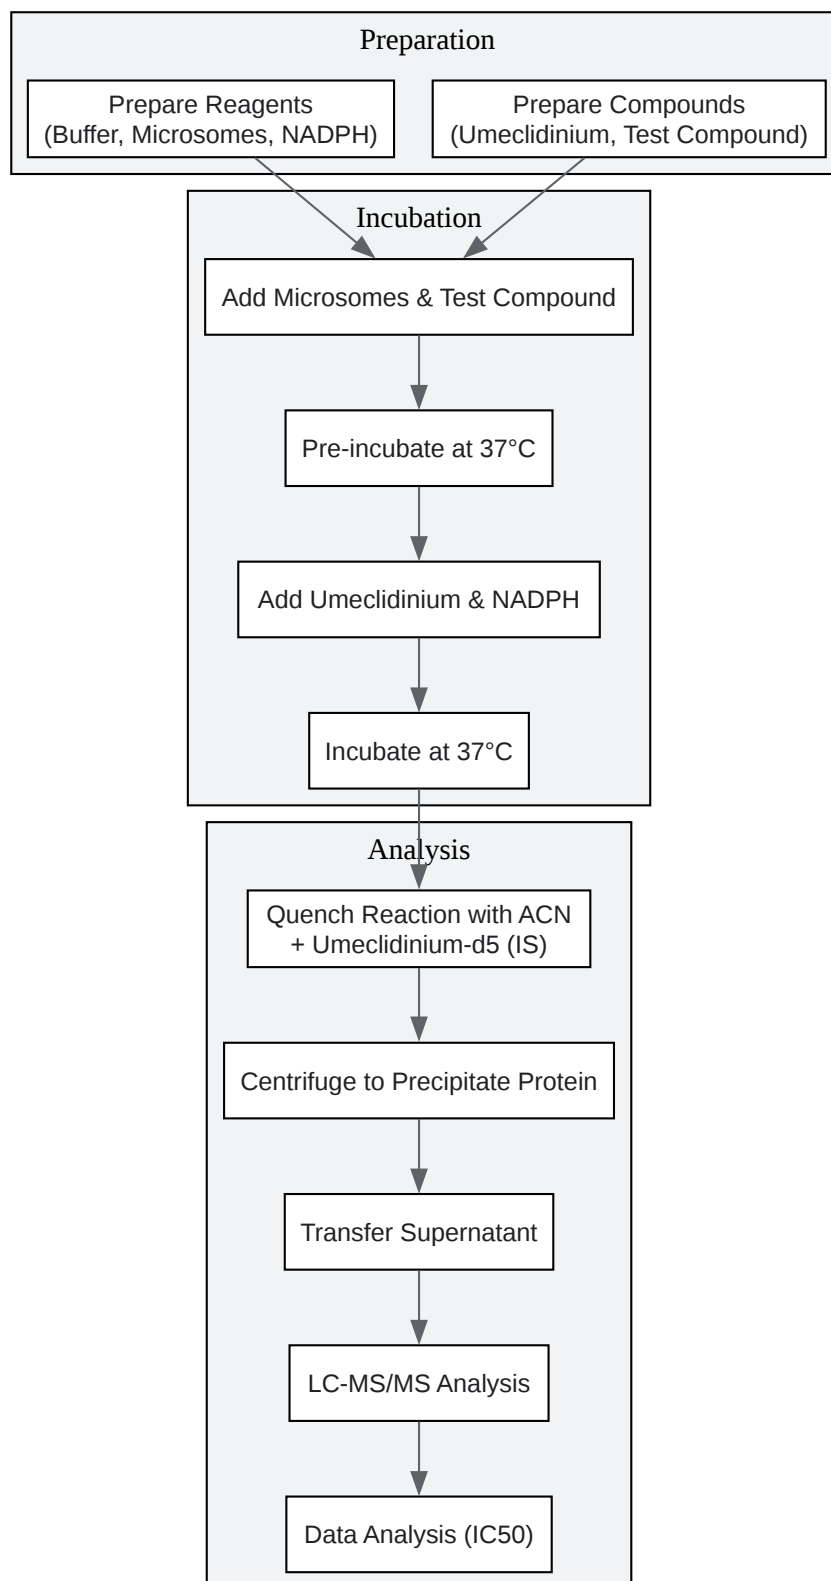 Preparation
Prepare Reagents
(Buffer, Microsomes, NADPH)
Prepare Compounds
(Umeclidinium, Test Compound)
Incubation
Add Microsomes & Test Compound
Pre-incubate at 37°C
Add Umeclidinium & NADPH
Incubate at 37°C
Analysis
Quench Reaction with ACN
+ Umeclidinium-d5 (IS)
Centrifuge to Precipitate Protein
Transfer Supernatant
LC-MS/MS Analysis
Data Analysis (IC50)